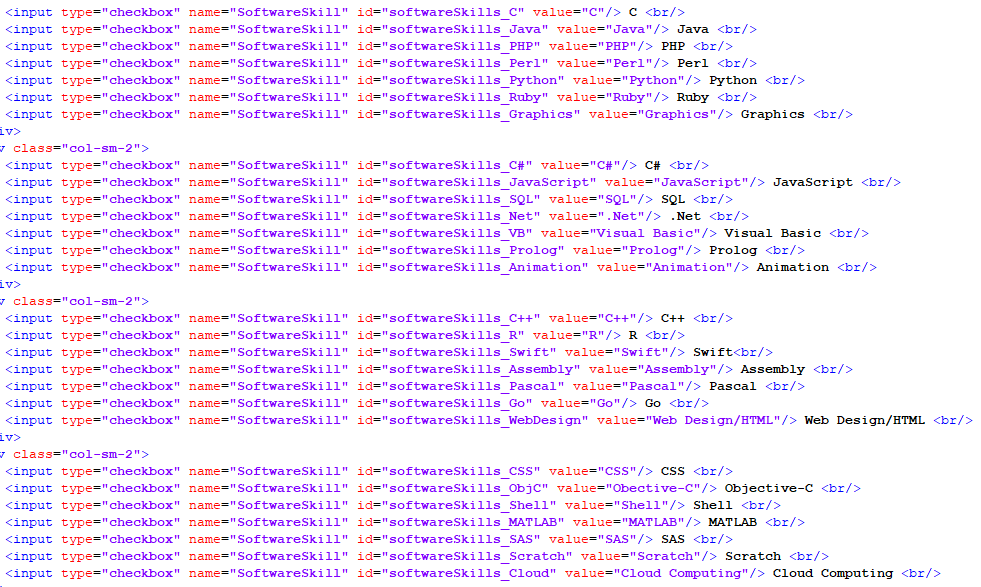 <input type="checkbox" name="SoftwareSkill" id="softwareSkills_C" value="C"/> C <br/>
<input type="checkbox" name="SoftwareSkill" id="softwareSkills_Java" value="Java"/> Java <br/>
<input type="checkbox" name="SoftwareSkill" id="softwareSkills_PHP" value="PHP"/> PHP <br/>
<input type="checkbox" name="SoftwareSkill" id="softwareSkills_Perl" value="Perl"/> Perl <br/>
<input type="checkbox" name="SoftwareSkill" id="softwareSkills_Python" value="Python"/> Python <br/>
<input type="checkbox" name="SoftwareSkill" id="softwareSkills_Ruby" value="Ruby"/> Ruby <br/>
<input type="checkbox" name="SoftwareSkill" id="softwareSkills_Graphics" value="Graphics"/> Graphics <br/>
iv>
v class="col-sm-2">
<input type="checkbox" name="SoftwareSkill" id="softwareSkills_C#" value="C#"/> C# <br/>
<input type="checkbox" name="SoftwareSkill" id="softwareSkills_JavaScript" value="JavaScript"/> JavaScript <br/>
<input type="checkbox" name="SoftwareSkill" id="softwareSkills_SQL" value="SQL"/> SQL <br/>
<input type="checkbox" name="SoftwareSkill" id="softwareSkills_Net" value=".Net"/> .Net <br/>
<input type="checkbox" name="SoftwareSkill" id="softwareSkills_VB" value="Visual Basic"/> Visual Basic <br/>
<input type="checkbox" name="SoftwareSkill" id="softwareSkills_Prolog" value="Prolog"/> Prolog <br/>
<input type="checkbox" name="SoftwareSkill" id="softwareSkills_Animation" value="Animation"/> Animation <br/>
iv>
v class="col-sm-2">
<input type="checkbox" name="SoftwareSkill" id="softwareSkills_C++" value="C++"/> C++ <br/>
<input type="checkbox" name="SoftwareSkill" id="softwareSkills_R" value="R"/> R <br/>
<input type="checkbox" name="SoftwareSkill" id="softwareSkills_Swift" value="Swift"/> Swift<br/>
<input type="checkbox" name="SoftwareSkill" id="softwareSkills_Assembly" value="Assembly"/> Assembly <br/>
<input type="checkbox" name="SoftwareSkill" id="softwareSkills_Pascal" value="Pascal"/> Pascal <br/>
<input type="checkbox" name="SoftwareSkill" id="softwareSkills_Go" value="Go"/> Go <br/>
<input type="checkbox" name="SoftwareSkill" id="softwareSkills_WebDesign" value="Web Design/HTML"/> Web Design/HTML <br/>
iv>
v class="col-sm-2">
<input type="checkbox" name="SoftwareSkill" id="softwareSkills_CSS" value="CSS"/> CSS <br/>
<input type="checkbox" name="SoftwareSkill" id="softwareSkills_ObjC" value="Obective-C"/> Objective-C <br/>
<input type="checkbox" name="SoftwareSkill" id="softwareSkills_Shell" value="Shell"/> Shell <br/>
<input type="checkbox" name="SoftwareSkill" id="softwareSkills_MATLAB" value="MATLAB"/> MATLAB <br/>
<input type="checkbox" name="SoftwareSkill" id="softwareSkills_SAS" value="SAS"/> SAS <br/>
<input type="checkbox" name="SoftwareSkill" id="softwareSkills_Scratch" value="Scratch"/> Scratch <br/>
<input type="checkbox" name="SoftwareSkill" id="softwareSkills_Cloud" value="Cloud Computing"/> Cloud Computing <br/>